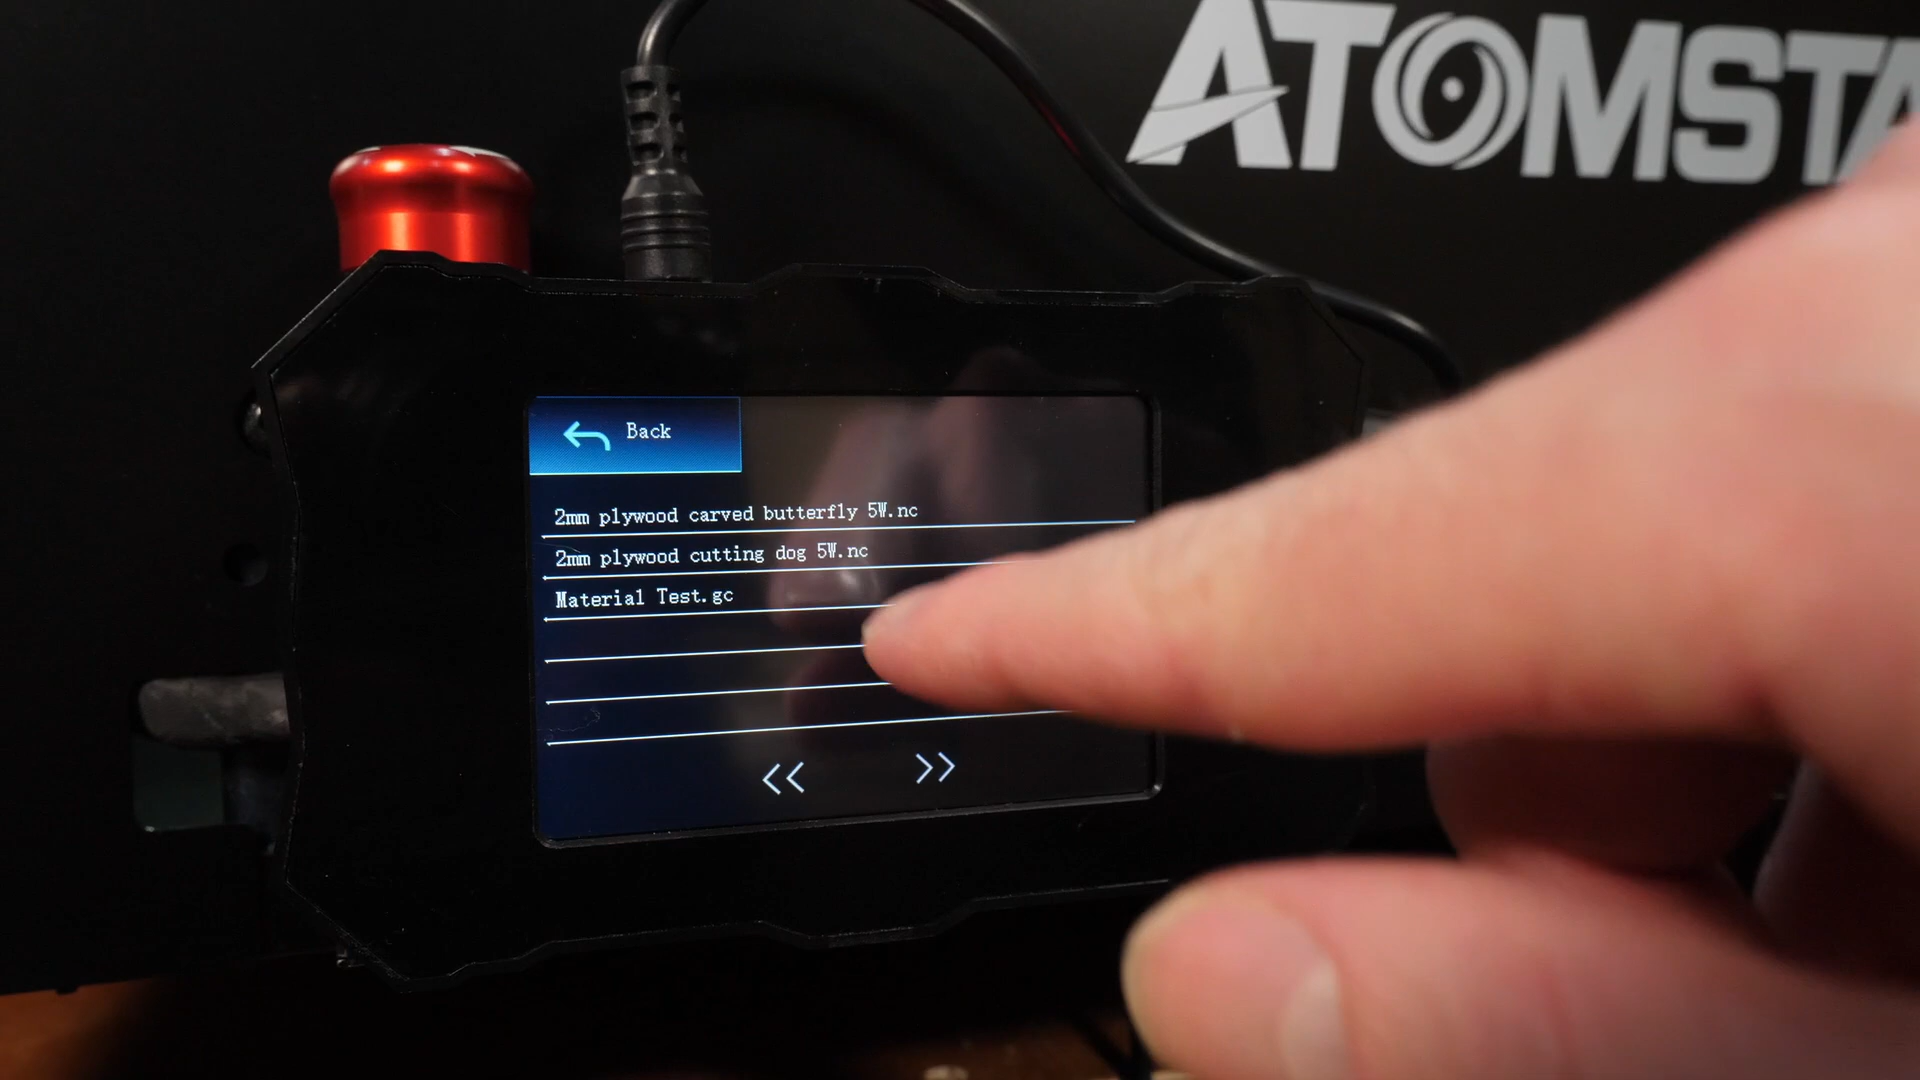 ATOMSTA
Back
2mm plywood carved butterfly 5W.nc
2mm plywood cutting dog 5W.nc
Material Test.gc
<< >>